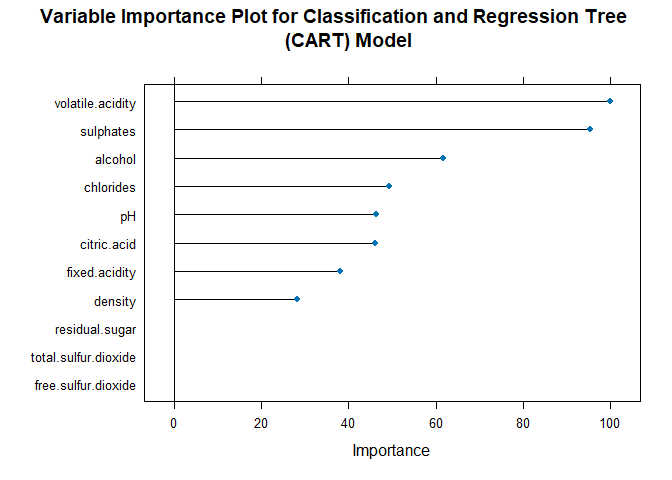 Variable Importance Plot for Classification and Regression Tree
(CART) Model
volatile.acidity
sulphates
alcohol
chlorides
pH
citric.acid
fixed.acidity
density
residual.sugar
total.sulfur.dioxide
free.sulfur.dioxide
0 20 40 60 80 100
Importance